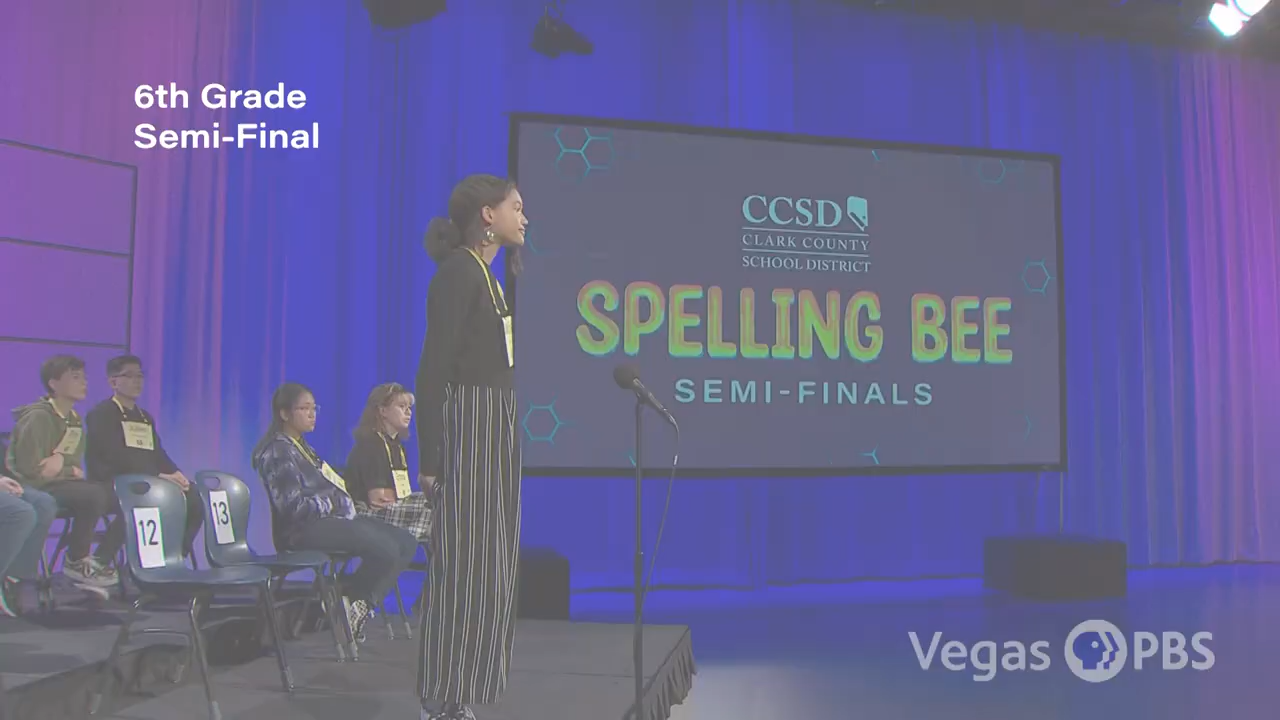 6th Grade
Semi-Final
CCSD
CLARK COUNTY
SCHOOL DISTRICT
SPELLING BEE
SEMI-FINALS
12
13
Vegas PBS